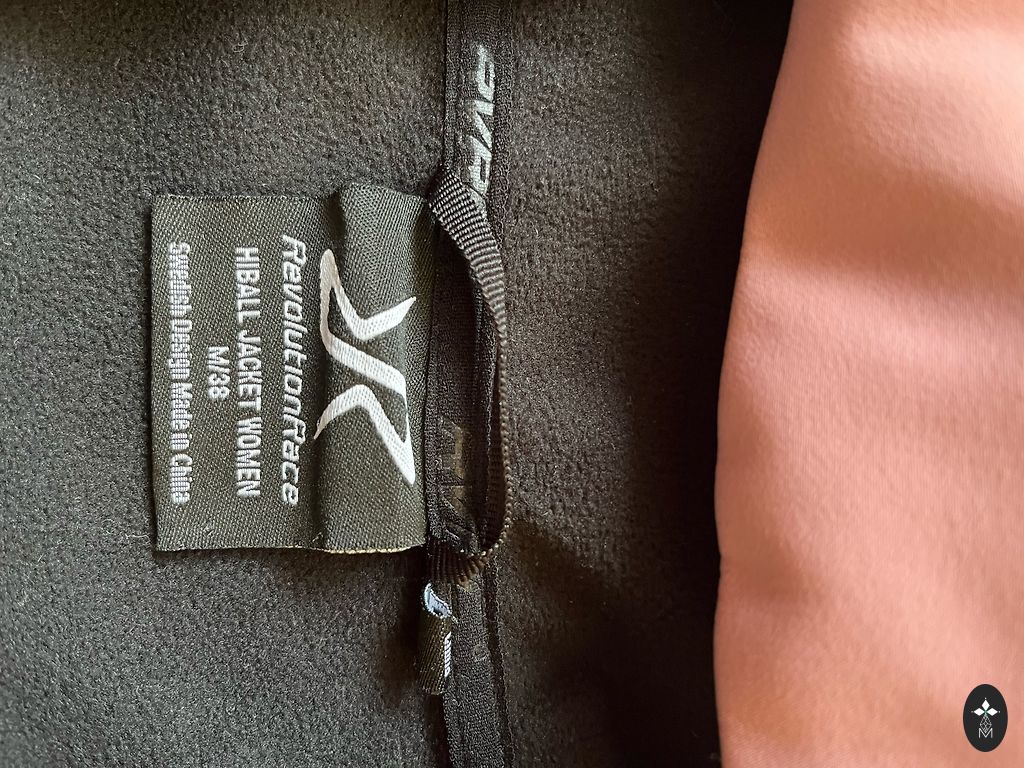 RevolutionRace
HIBALL JACKET WOMEN
M/38
Swedish Design Made in China